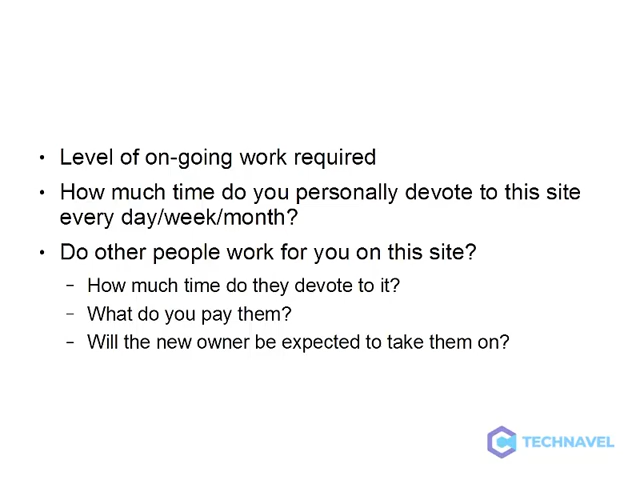 • Level of on-going work required
• How much time do you personally devote to this site
every day/week/month?
• Do other people work for you on this site?
– How much time do they devote to it?
– What do you pay them?
– Will the new owner be expected to take them on?
TECHNAVEL